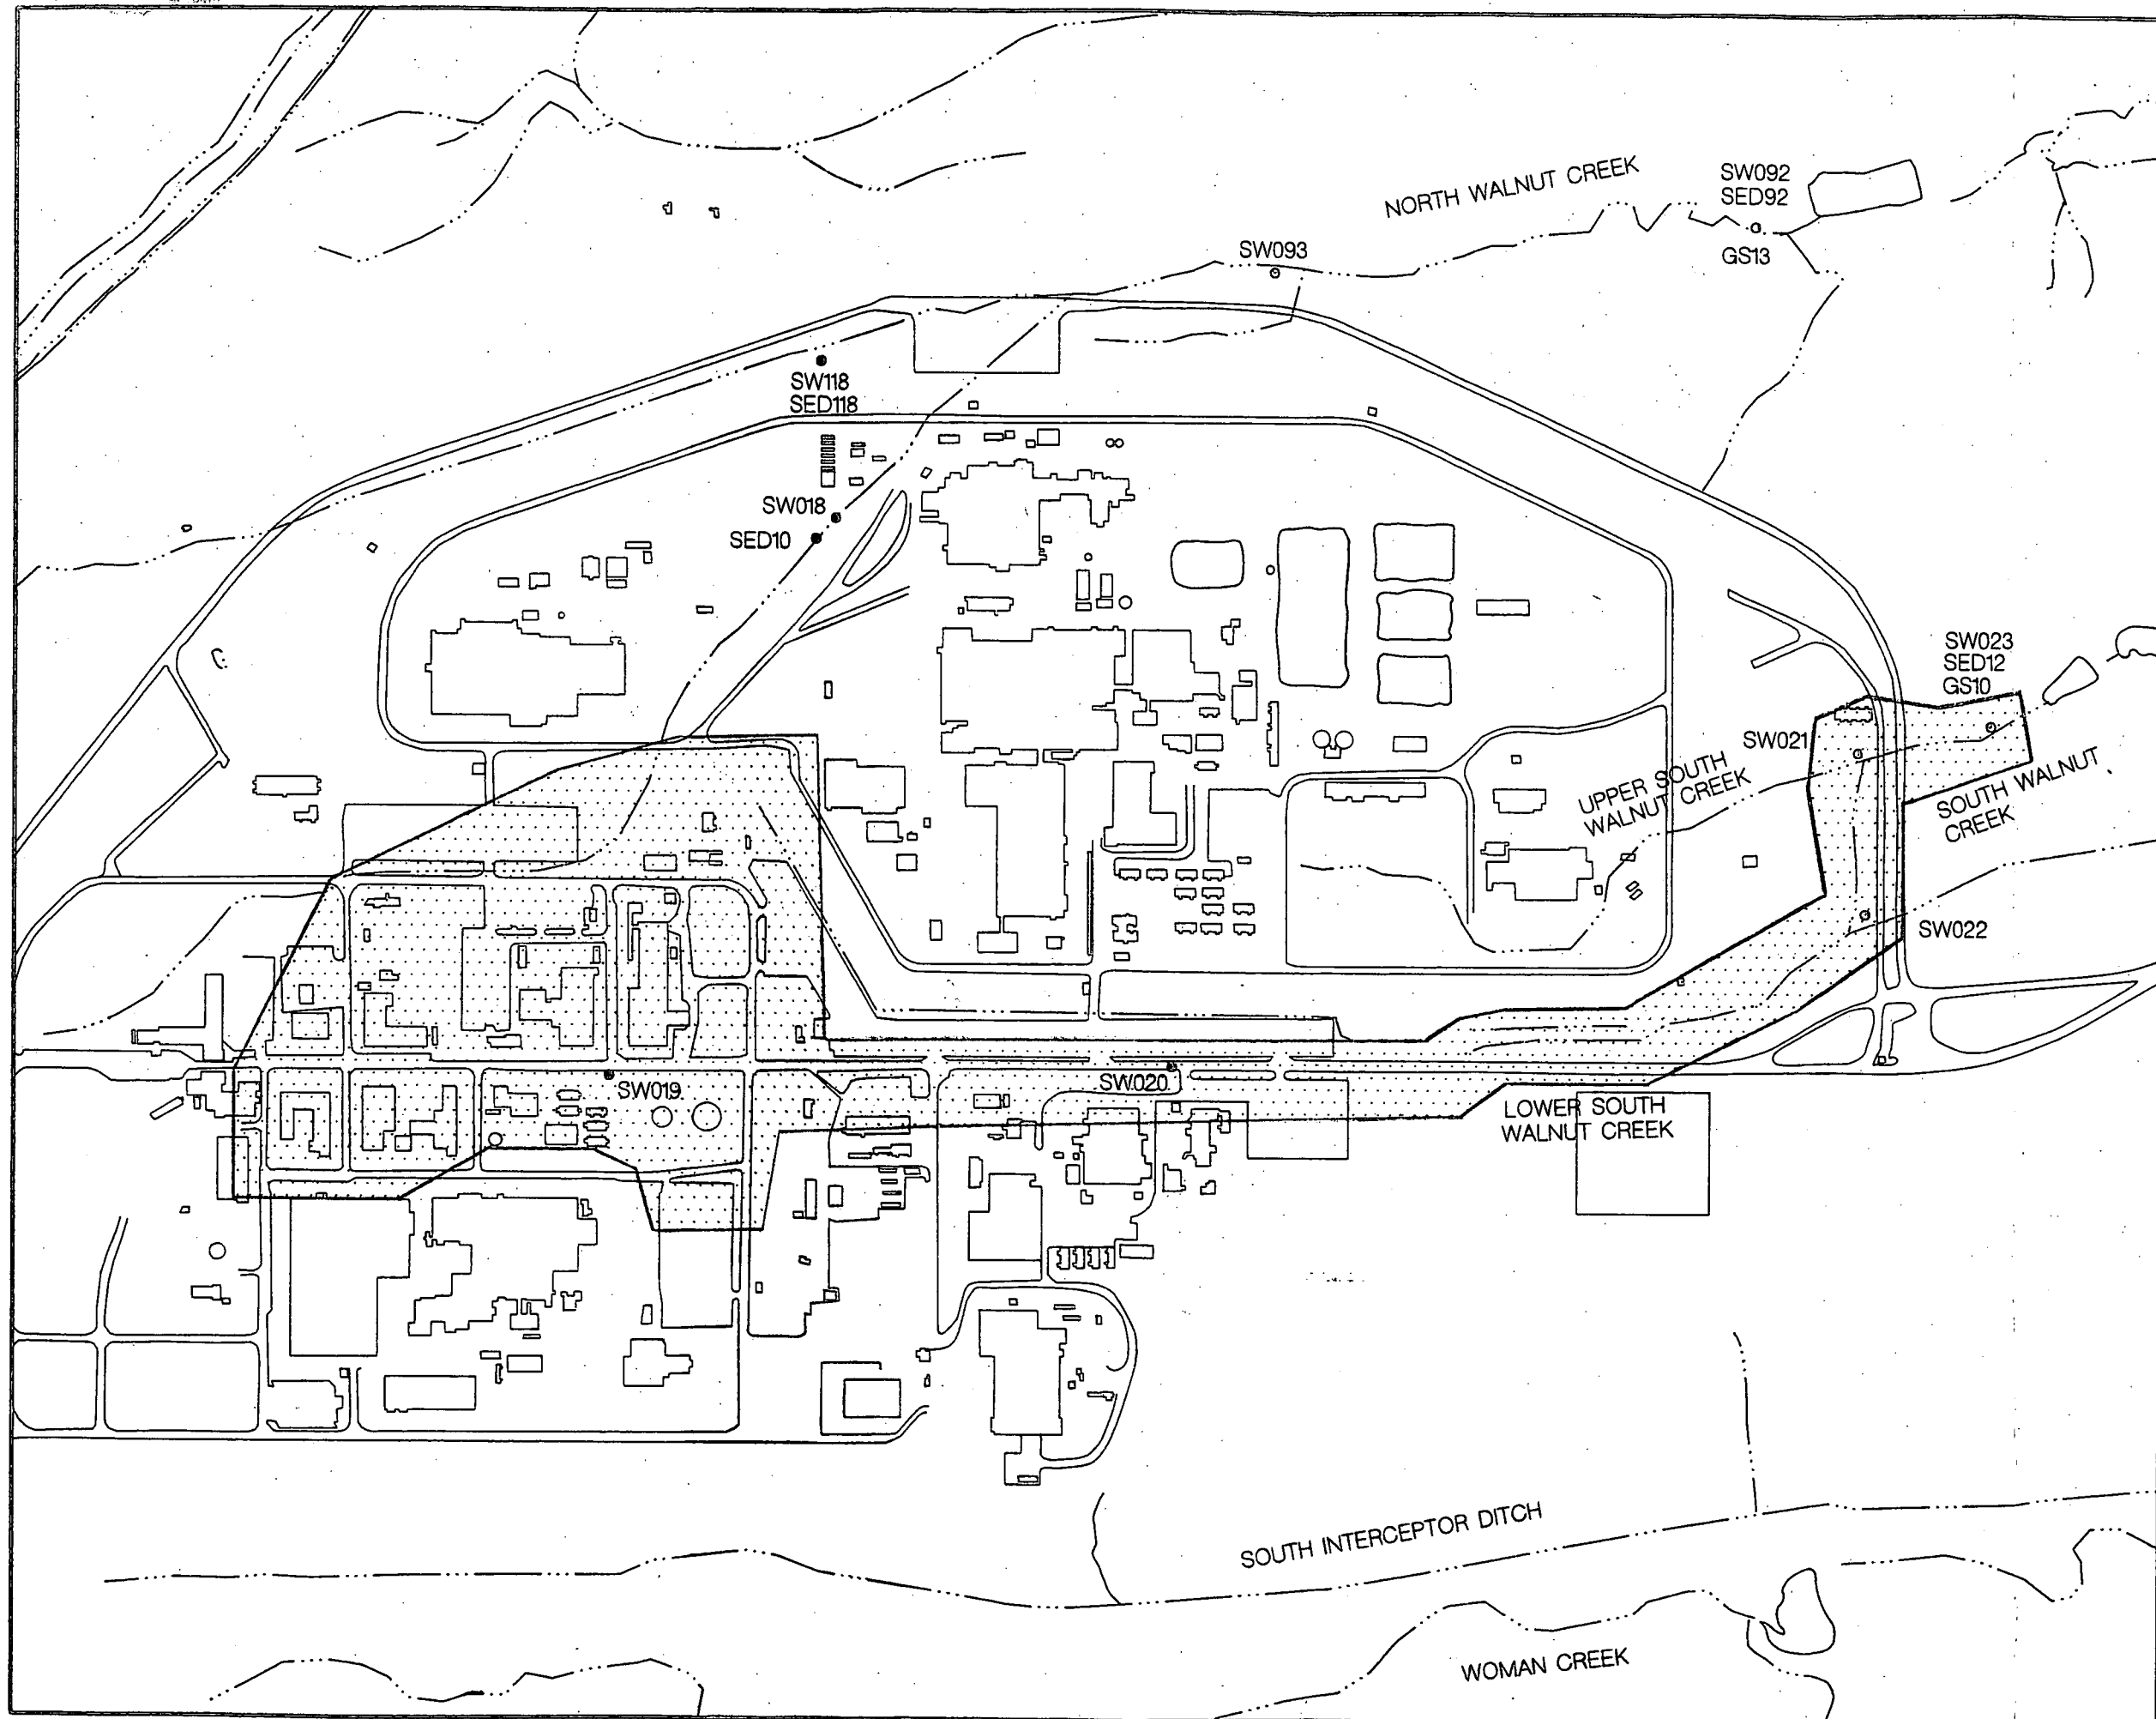 NORTH WALNUT CREEK
SW092
SED92
GS13
SW093
SW118
SED118
SW018
SED10
SW023
SED12
GS10
SW021
UPPER SOUTH
WALNUT CREEK
SOUTH WALNUT
CREEK
SW022
SW019
SW020
LOWER SOUTH
WALNUT CREEK
SOUTH INTERCEPTOR DITCH
WOMAN CREEK